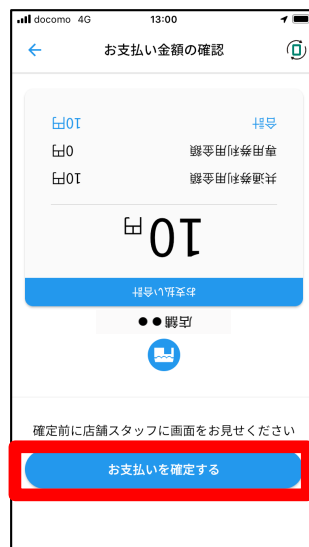 docomo 4G 13:00
お支払い金額の確認
合計 10円
専用券利用金額 0円
共通券利用金額 10円
10円
お支払い合計
●●店舗
確定前に店舗スタッフに画面をお見せください
お支払いを確定する